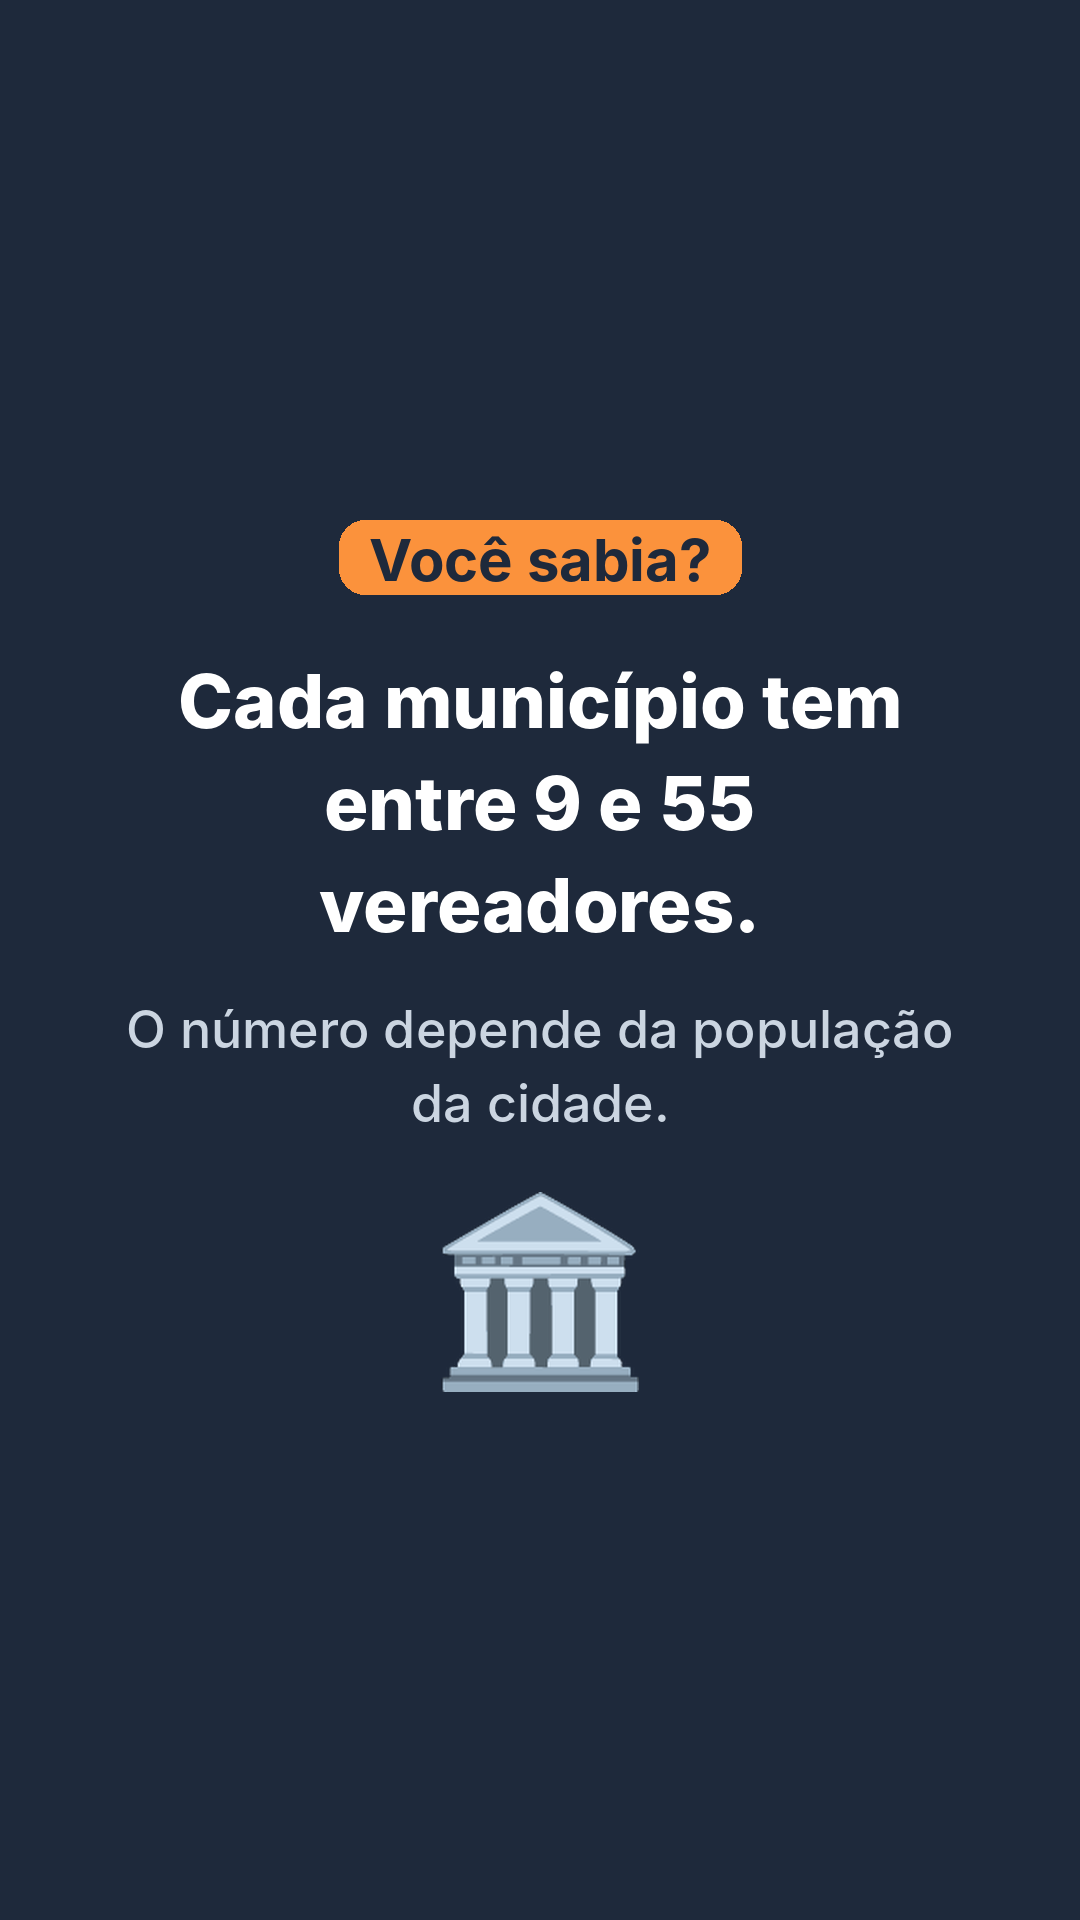 Você sabia?
Cada município tem
entre 9 e 55
vereadores.
O número depende da população
da cidade.